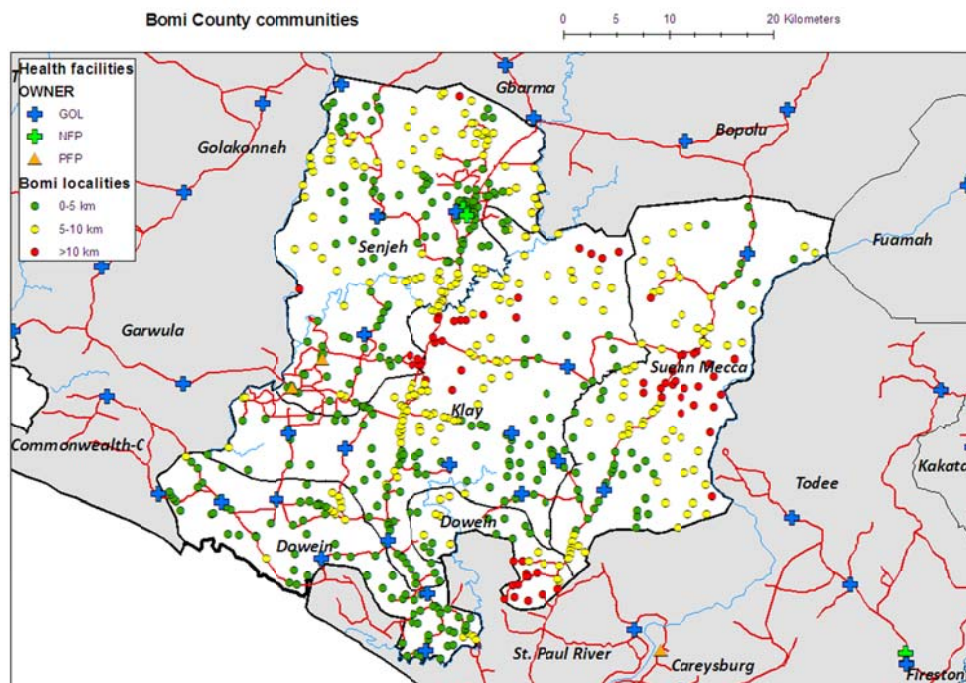 Bomi County communities
0 5 10 20 Kilometers
Health facilities
OWNER
GOL
NFP
PFP
Bomi localities
0-5 km
5-10 km
>10 km
Gbarma
Bopolu
Golakonneh
Fuamah
Senjeh
Garwula
Suehn Mecca
Klay
Commonwealth-C
Kakata
Todee
Dowein
Dowein
St. Paul River
Careysburg
Fireston